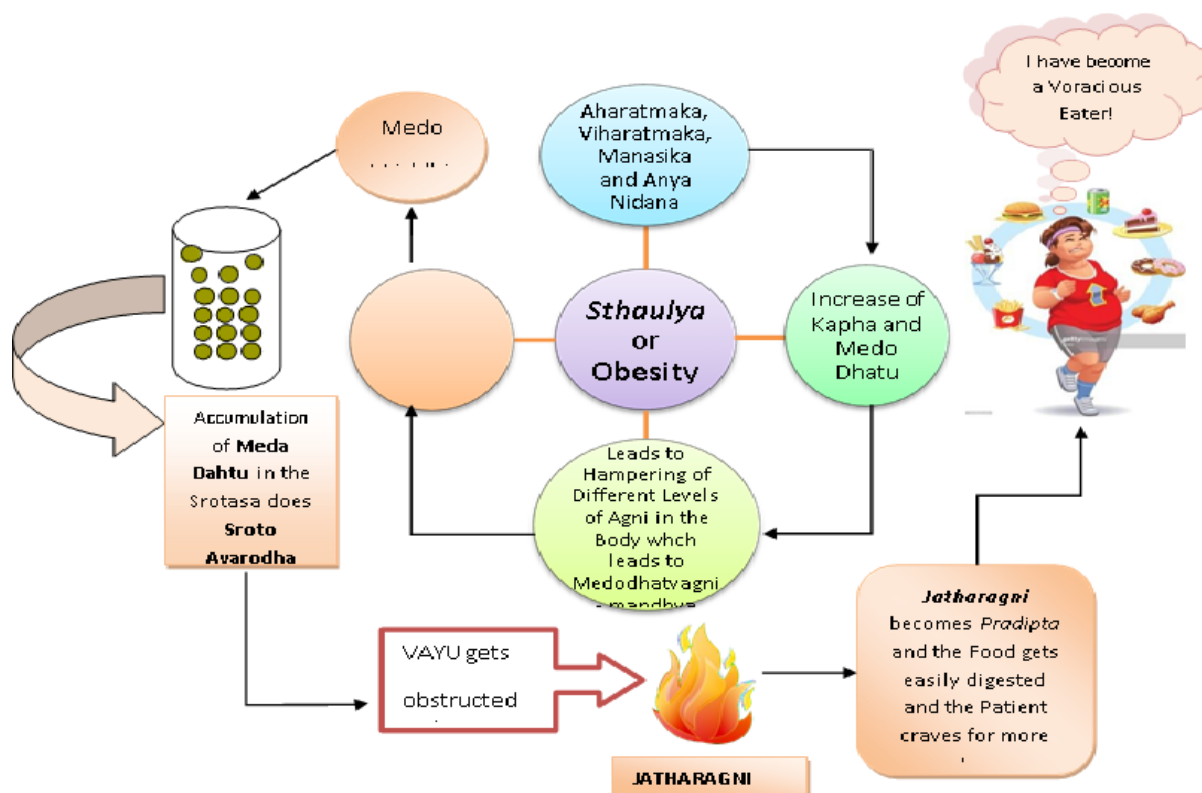 I have become
a Voracious
Eater!
Medo
Aharatmaka,
Viharatmaka,
Manasika
and Anya
Nidana
Sthaulya
or
Obesity
Increase of
Kapha and
Medo
Dhatu
Leads to
Hampering of
Different Levels
of Agni in the
Body whch
leads to
Medodhatvagni
- mandhya
Accumulation
of Meda
Dahtu in the
Srotasa does
Sroto
Avarodha
VAYU gets
obstructed
JATHARAGNI
Jatharagni
becomes Pradipta
and the Food gets
easily digested
and the Patient
craves for more